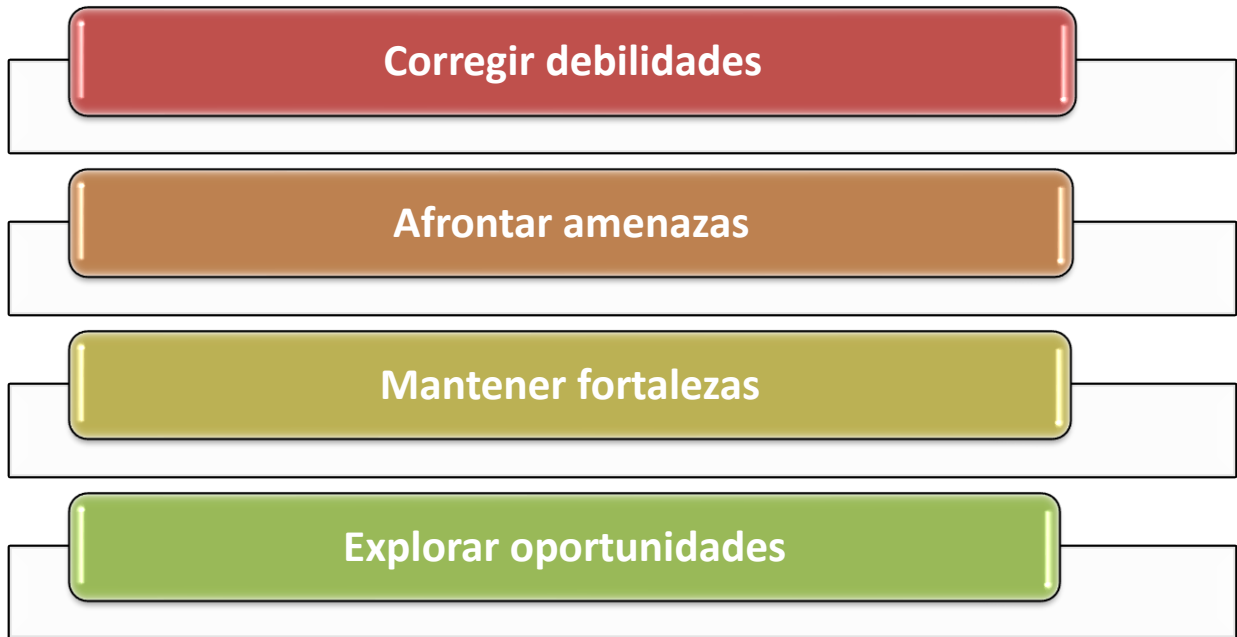 Corregir debilidades
Afrontar amenazas
Mantener fortalezas
Explorar oportunidades